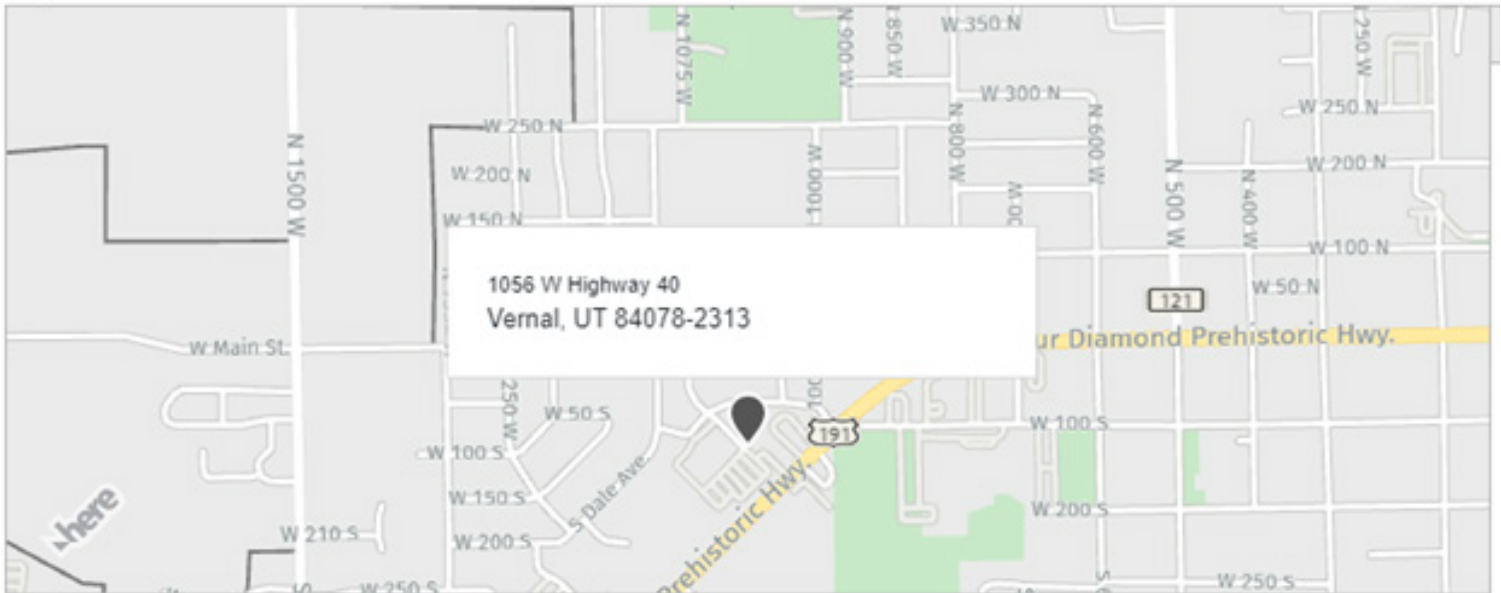 N 1075 W
N 900 W
850 W
W 350 N
250 W
W 300 N
W 250 N
W 250 N
N 1500 W
N 800 W
N 600 W
W 200 N
1000 W
N 500 W
N 400 W
W 200 N
W 150 N
W 100 N
1056 W Highway 40
Vernal, UT 84078-2313
W 50 N
121
W Main St.
ur Diamond Prehistoric Hwy.
250 W
W 50 S
191
W 100 S
W 100 S
W 150 S
S Dale Ave.
Prehistoric Hwy.
here
W 210 S
W 200 S
W 200 S
W 250 S
W 250 S